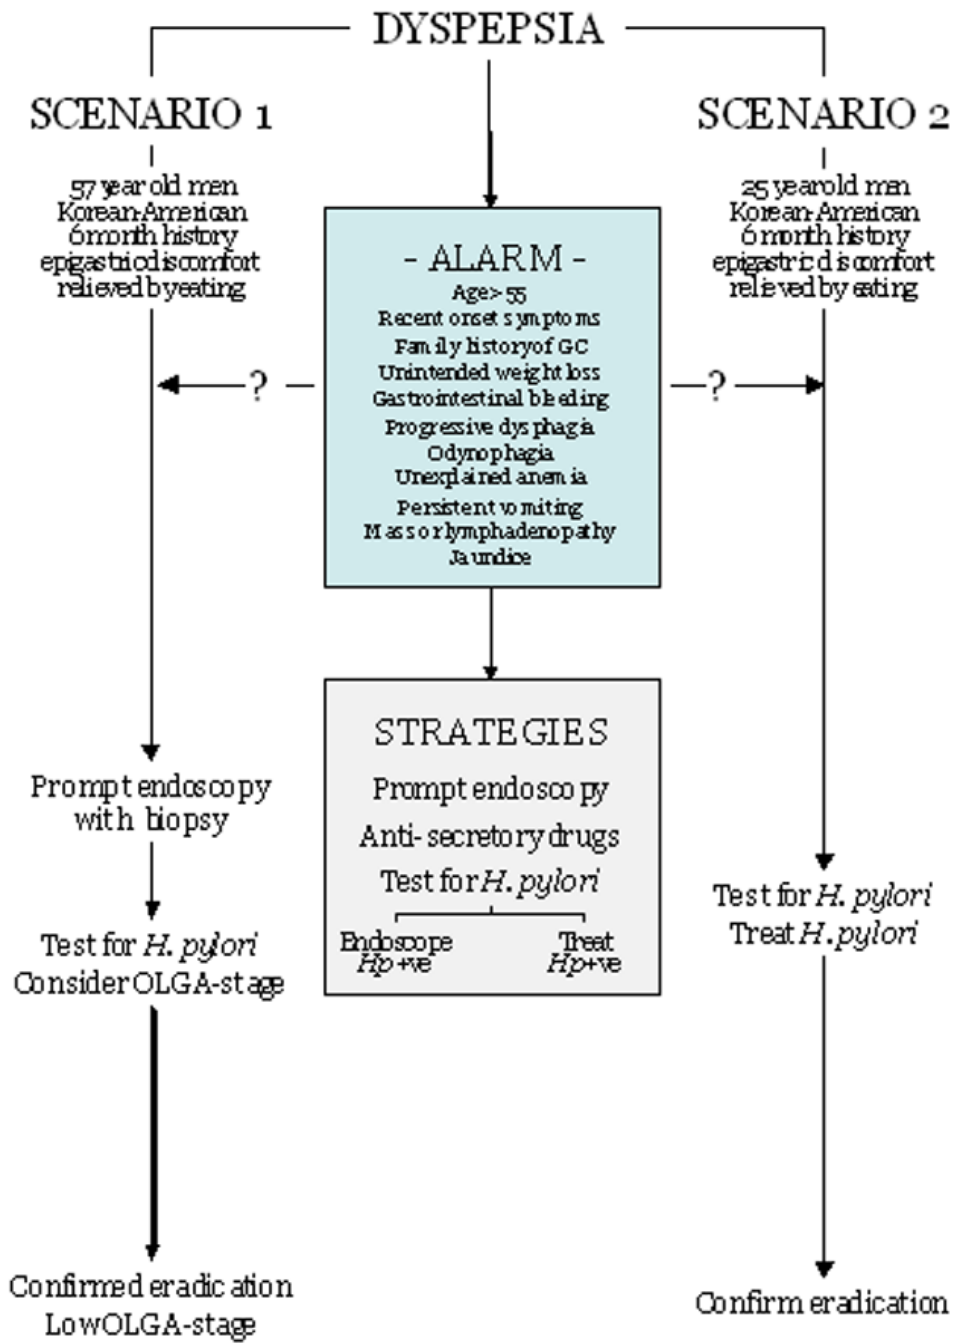 DYSPEPSIA
SCENARIO 1
57 year old men
Korean-American
6 month history
epigastric discomfort
relieved by eating
?
Prompt endoscopy
with biopsy
Test for H. pylori
Consider OLGA-stage
Confirmed eradication
Low OLGA-stage
- ALARM -
Age > 55
Recent onset symptoms
Family history of GC
Unintended weight loss
Gastrointestinal bleeding
Progressive dysphagia
Odynophagia
Unexplained anemia
Persistent vomiting
Mass or lymphadenopathy
Jaundice
STRATEGIES
Prompt endoscopy
Anti-secretory drugs
Test for H. pylori
Endoscope
Hp +ve
Treat
Hp+ve
SCENARIO 2
25 year old men
Korean-American
6 month history
epigastric discomfort
relieved by eating
?
Test for H. pylori
Treat H. pylori
Confirm eradication